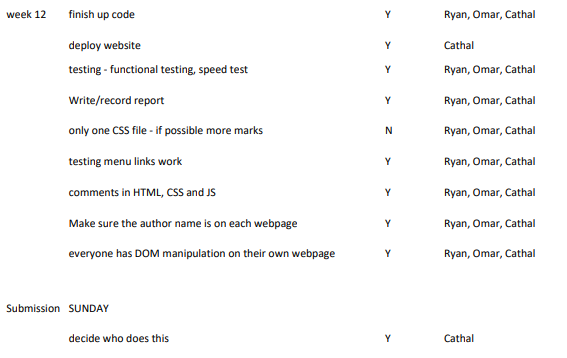 week 12 finish up code Y Ryan, Omar, Cathal
deploy website Y Cathal
testing - functional testing, speed test Y Ryan, Omar, Cathal
Write/record report Y Ryan, Omar, Cathal
only one CSS file - if possible more marks N Ryan, Omar, Cathal
testing menu links work Y Ryan, Omar, Cathal
comments in HTML, CSS and JS Y Ryan, Omar, Cathal
Make sure the author name is on each webpage Y Ryan, Omar, Cathal
everyone has DOM manipulation on their own webpage Y Ryan, Omar, Cathal
Submission SUNDAY
decide who does this Y Cathal